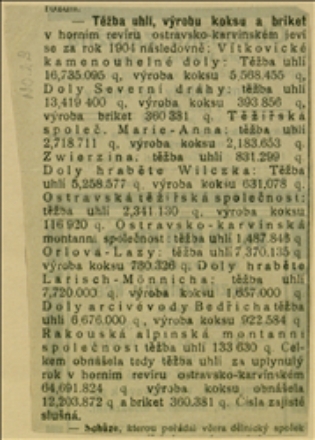 — Těžba uhlí, výrobu koksu a briket
v horním revíru ostravsko-karvinském jeví
se za rok 1904 následovně: Vítkovické
kamenouhelné doly: Těžba uhlí
16,735.095 q, výroba koksu 5,568.455 q,
Doly Severní dráhy: těžba uhlí
13,419 400 q, výroba koksu 393 856 q,
výroba briket 360 381 q. Těžířská
společ. Marie-Anna: těžba uhlí
2,718.711 q, výroba koksu 2,183.653 q
Zwierzina, těžba uhlí 831.299 q
Doly hraběte Wilczka: Těžba
uhlí 5,258.577 q, výroba koksu 631,078 q.
Ostravská těžířská společnost:
těžba uhlí 2,341 130 q, výroba koksu
116 920 q. Ostravsko-karvinská
montanní společnost: těžba uhlí 1,487.845 q
Orlová-Lazy: těžba uhlí 7,370.135 q
výroba koksu 780.326 q. Doly hraběte
Larisch-Mönnicha: těžba uhlí
7,720.000 q, výroba koksu 1,657.000 q
Doly arcivévody Bedřicha těžba
uhlí 6,676.000 q, výroba koksu 922.584 q
Rakouská alpinská montanní
společnost těžba uhlí 133 630 q. Cel-
kem obnášela tedy těžba uhlí za uplynulý
rok v horním revíru ostravsko-karvinském
64,691.824 q, výroba koksu obnášela
12,203.872 q a briket 360.381 q. Čísla zajisté
slušná.
— Schůze, kterou pořádal včera dělnický spolek